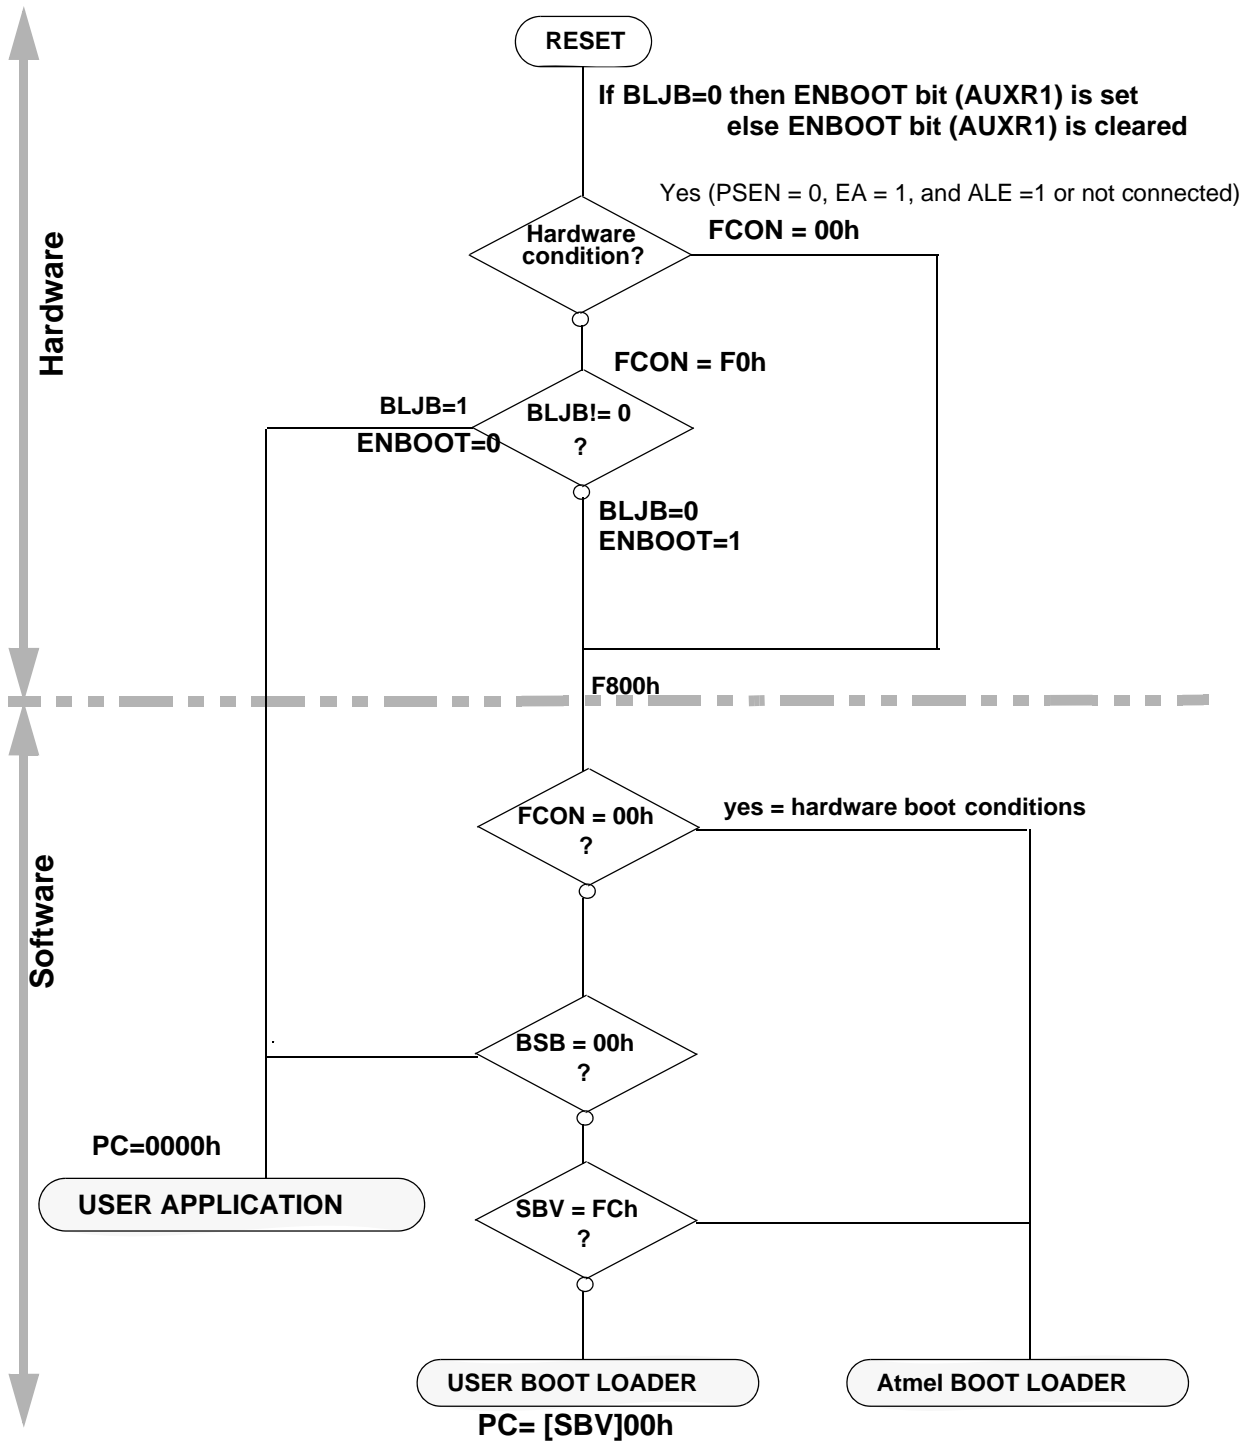 RESET
If BLJB=0 then ENBOOT bit (AUXR1) is set
else ENBOOT bit (AUXR1) is cleared
Yes (PSEN = 0, EA = 1, and ALE =1 or not connected)
FCON = 00h
Hardware
condition?
Hardware
FCON = F0h
BLJB=1
ENBOOT=0
BLJB!= 0
?
BLJB=0
ENBOOT=1
F800h
FCON = 00h
?
yes = hardware boot conditions
Software
BSB = 00h
?
PC=0000h
USER APPLICATION
SBV = FCh
?
USER BOOT LOADER
PC= [SBV]00h
Atmel BOOT LOADER